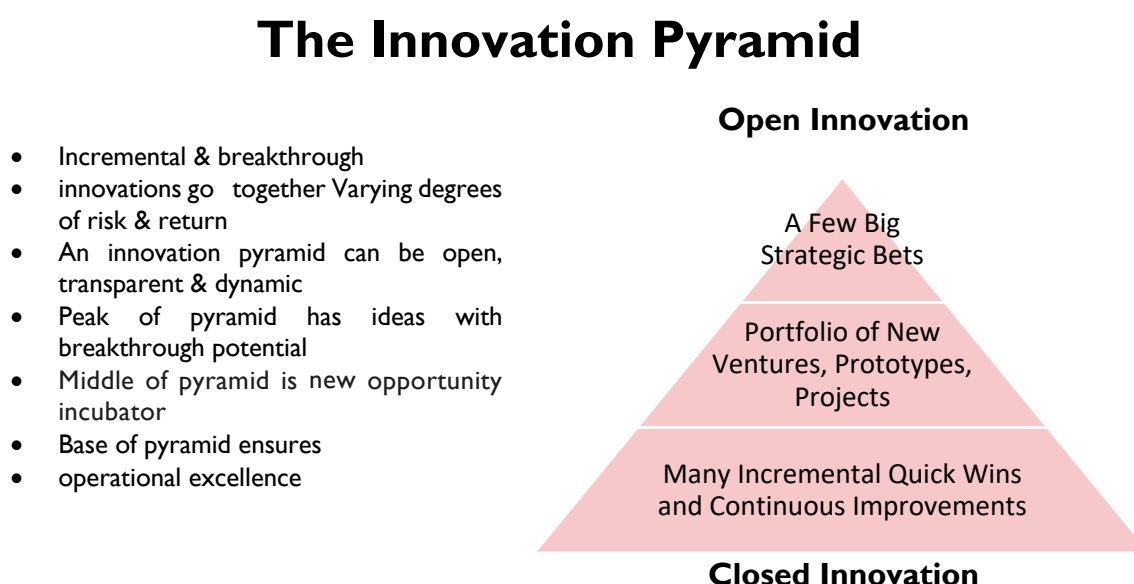 The Innovation Pyramid
• Incremental & breakthrough
• innovations go together Varying degrees
of risk & return
• An innovation pyramid can be open,
transparent & dynamic
• Peak of pyramid has ideas with
breakthrough potential
• Middle of pyramid is new opportunity
incubator
• Base of pyramid ensures
• operational excellence
Open Innovation
A Few Big
Strategic Bets
Portfolio of New
Ventures, Prototypes,
Projects
Many Incremental Quick Wins
and Continuous Improvements
Closed Innovation